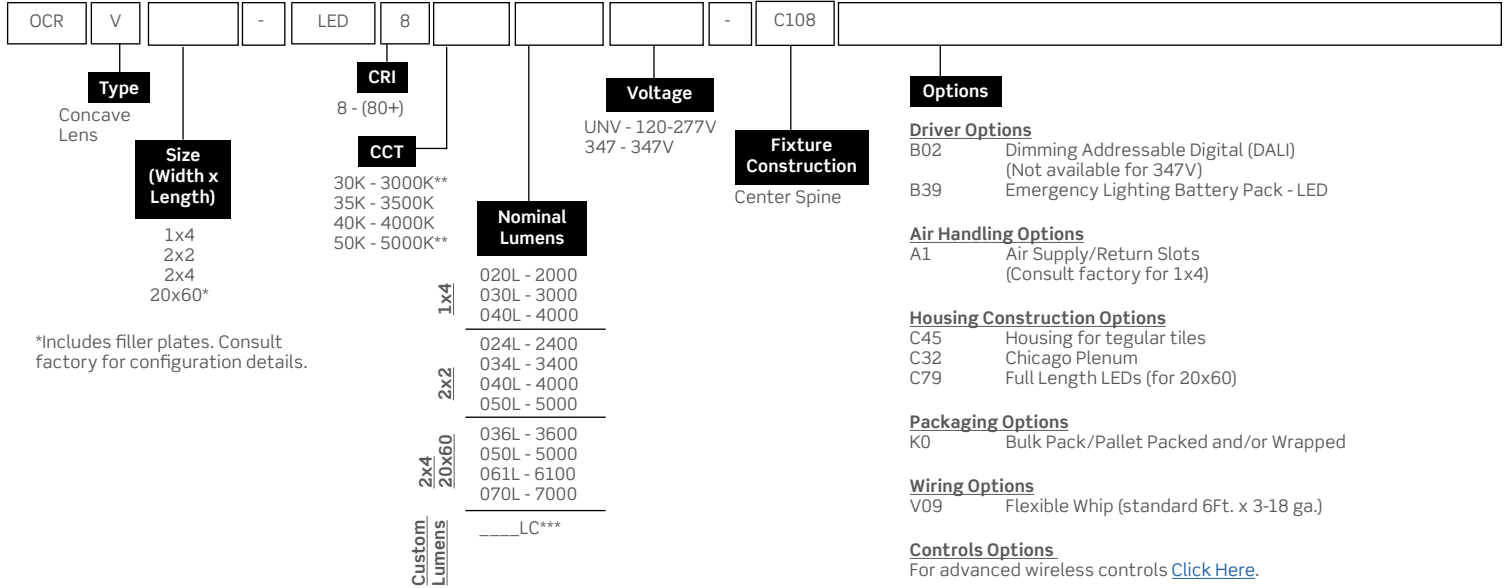 OCR V - LED 8 - C108
Type
Concave
Lens
Size
(Width x
Length)
1x4
2x2
2x4
20x60*
*Includes filler plates. Consult
factory for configuration details.
CRI
8 - (80+)
CCT
30K - 3000K**
35K - 3500K
40K - 4000K
50K - 5000K**
Nominal
Lumens
1x4
020L - 2000
030L - 3000
040L - 4000
2x2
024L - 2400
034L - 3400
040L - 4000
050L - 5000
2x4
20x60
036L - 3600
050L - 5000
061L - 6100
070L - 7000
Custom
Lumens
____LC***
Voltage
UNV - 120-277V
347 - 347V
Fixture
Construction
Center Spine
Options
Driver Options
B02 Dimming Addressable Digital (DALI)
(Not available for 347V)
B39 Emergency Lighting Battery Pack - LED
Air Handling Options
A1 Air Supply/Return Slots
(Consult factory for 1x4)
Housing Construction Options
C45 Housing for tegular tiles
C32 Chicago Plenum
C79 Full Length LEDs (for 20x60)
Packaging Options
K0 Bulk Pack/Pallet Packed and/or Wrapped
Wiring Options
V09 Flexible Whip (standard 6Ft. x 3-18 ga.)
Controls Options
For advanced wireless controls Click Here.